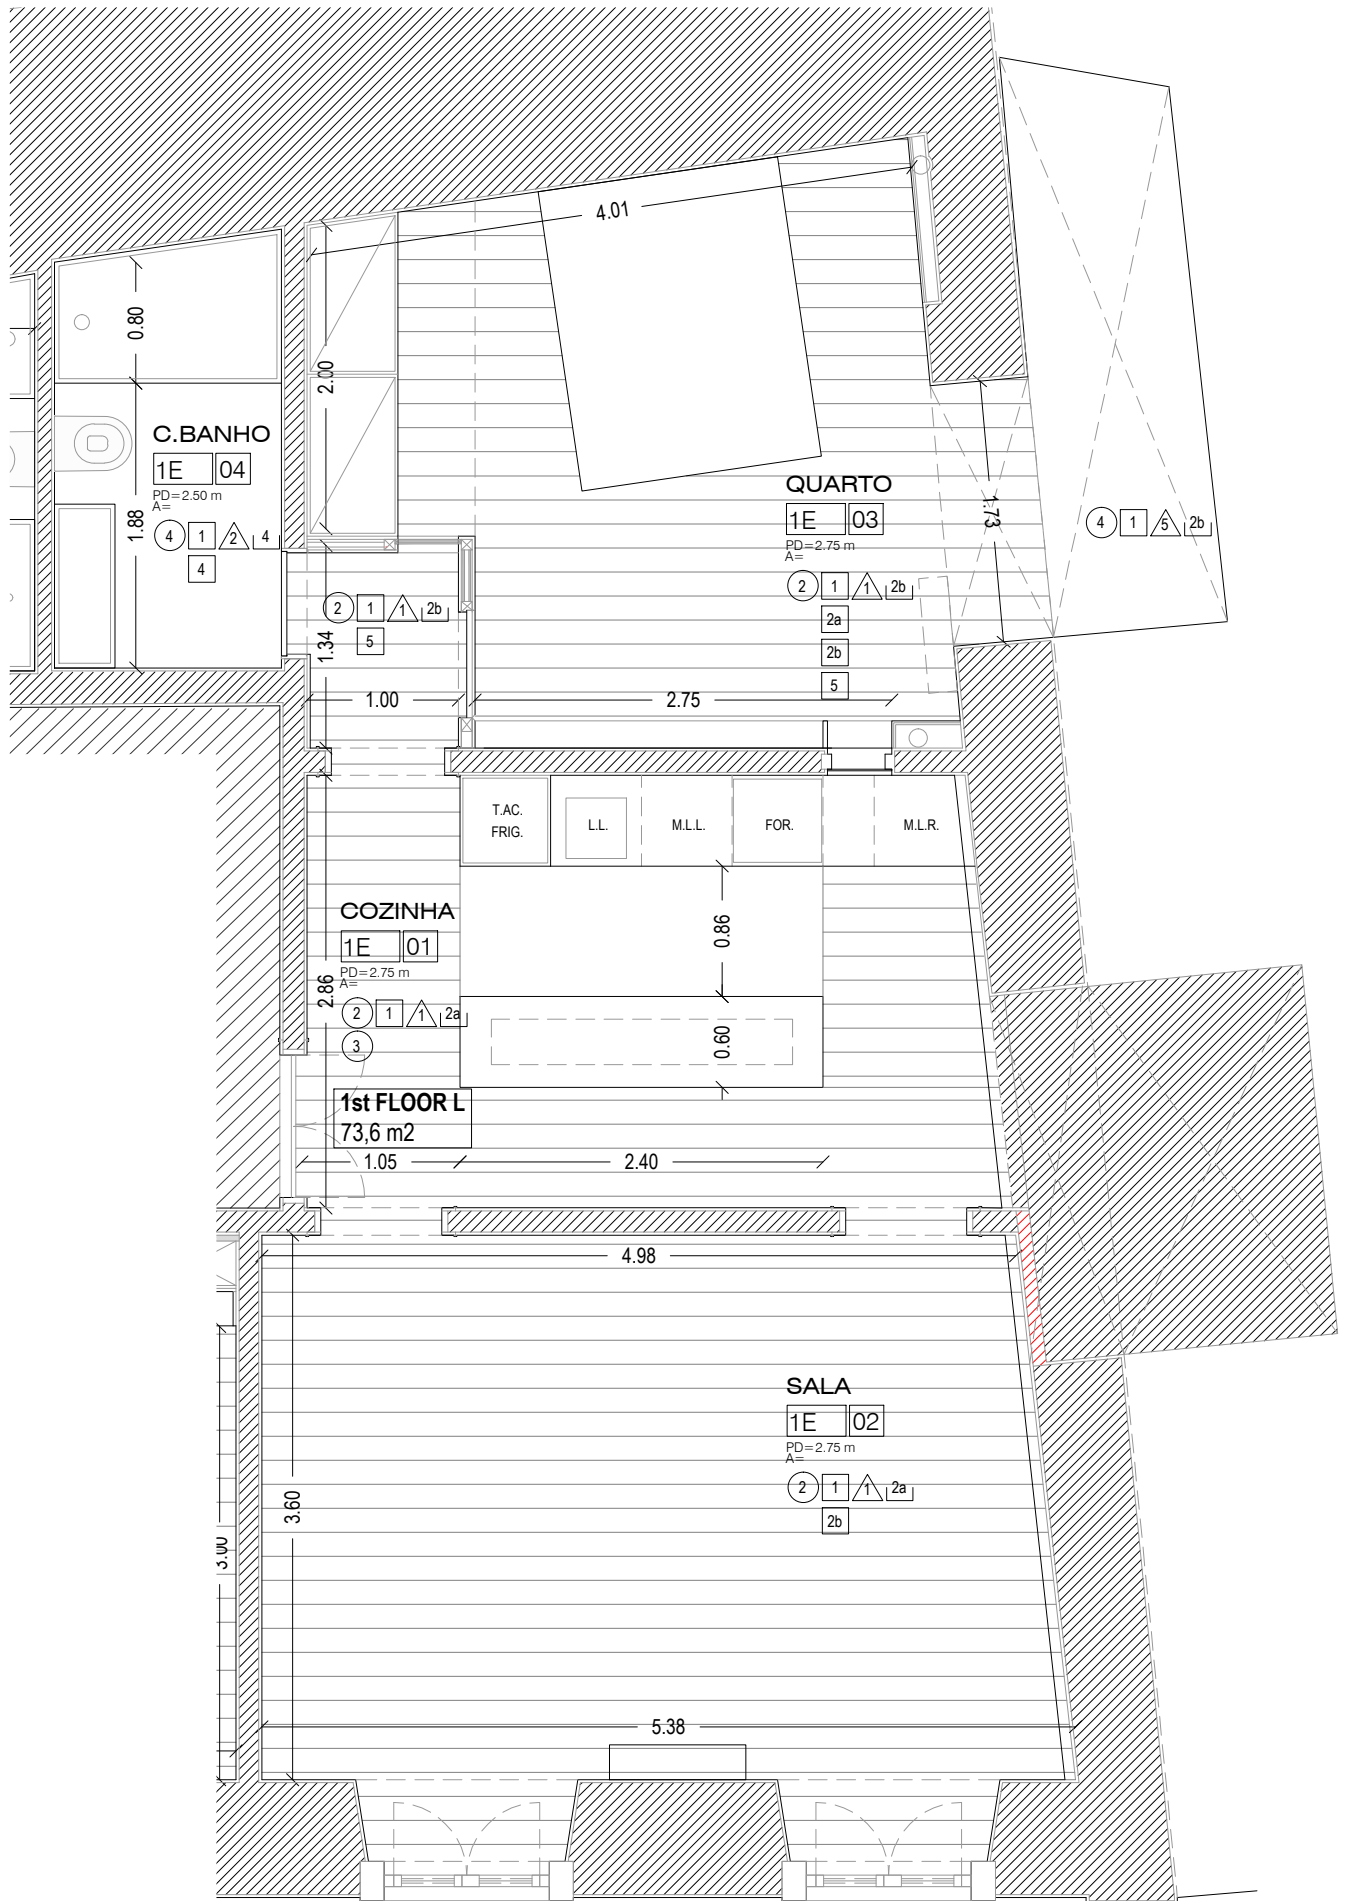 4.01
0.80
2.00
C.BANHO
1E 04
PD=2.50 m
A=
4 1 2 4
4
1.88
QUARTO
1E 03
PD=2.75 m
A=
2 1 1 2b
2a
2b
5
1.73
4 1 5 2b
2 1 1 2b
5
1.34
1.00
2.75
T.AC.
FRIG.
L.L.
M.L.L.
FOR.
M.L.R.
COZINHA
1E 01
PD=2.75 m
A=
2 1 1 2a
3
2.86
0.86
0.60
1st FLOOR L
73,6 m2
1.05
2.40
4.98
SALA
1E 02
PD=2.75 m
A=
2 1 1 2a
2b
3.60
3.00
5.38